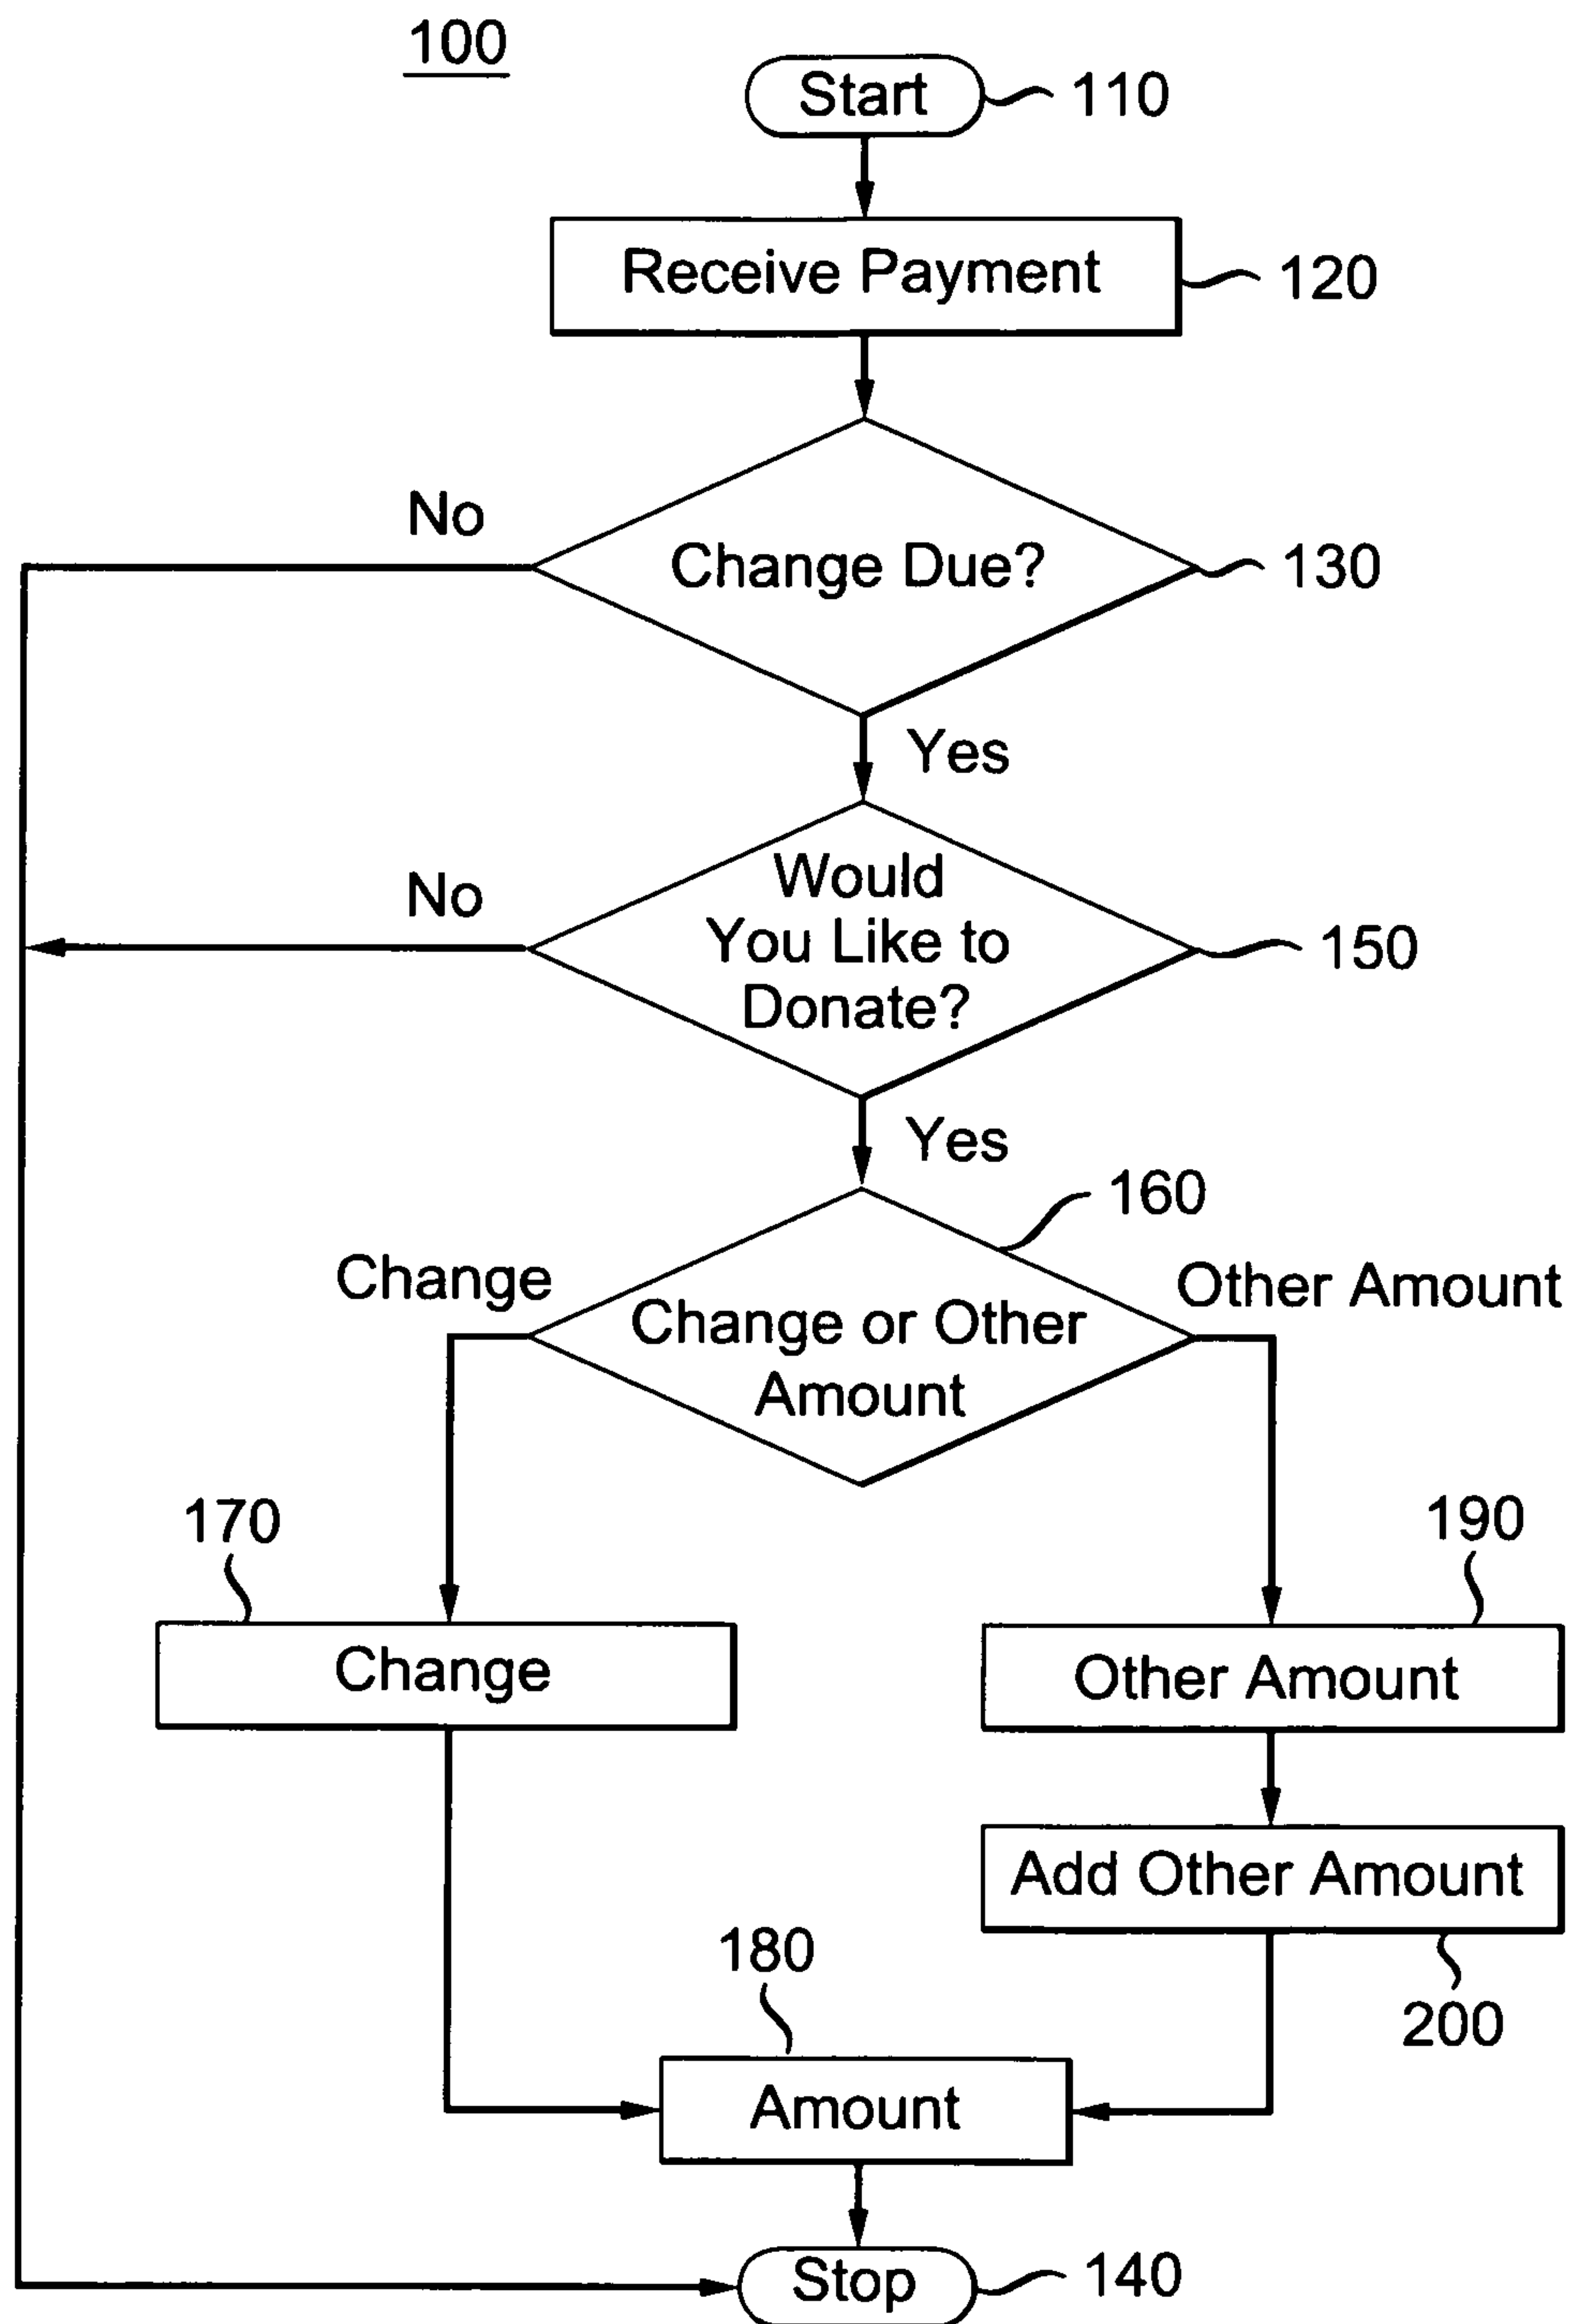 100
Start
110
Receive Payment
120
No
Change Due?
130
Yes
No
Would
You Like to
Donate?
150
Yes
160
Change
Other Amount
Change or Other
Amount
170
190
Change
Other Amount
Add Other Amount
180
200
Amount
Stop
140